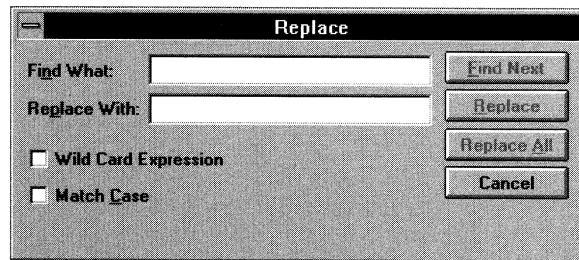 Replace
Find What:
Find Next
Replace With:
Replace
Replace All
Wild Card Expression
Match Case
Cancel